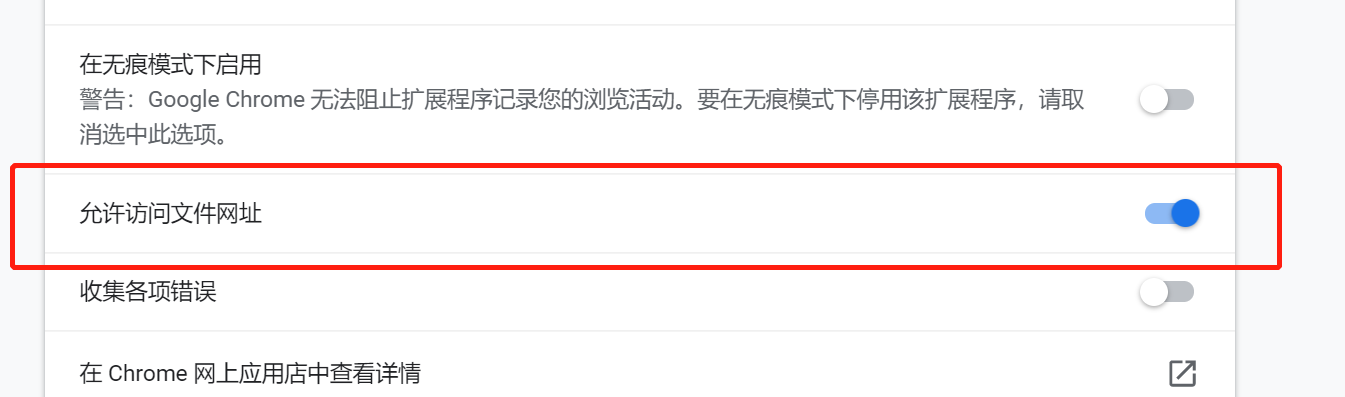 在无痕模式下启用
警告：Google Chrome 无法阻止扩展程序记录您的浏览活动。要在无痕模式下停用该扩展程序，请取
消选中此选项。
允许访问文件网址
收集各项错误
在 Chrome 网上应用店中查看详情